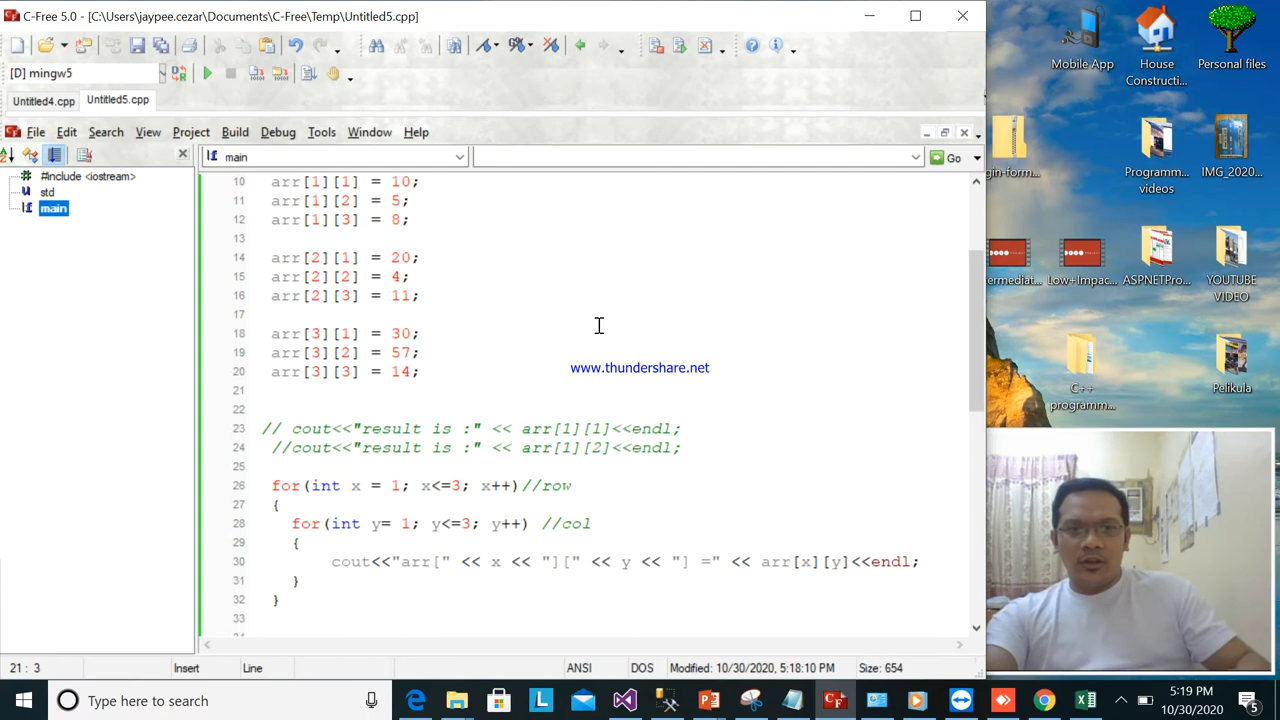 C-Free 5.0 - [C:\Users\jaypee.cezar\Documents\C-Free\Temp\Untitled5.cpp]
[D] mingw5
Untitled4.cpp Untitled5.cpp
File Edit Search View Project Build Debug Tools Window Help
main
Go
#include <iostream>
std
main
10 arr[1][1] = 10;
11 arr[1][2] = 5;
12 arr[1][3] = 8;
13
14 arr[2][1] = 20;
15 arr[2][2] = 4;
16 arr[2][3] = 11;
17
18 arr[3][1] = 30;
19 arr[3][2] = 57;
20 arr[3][3] = 14;
21
22
23 // cout<<"result is :" << arr[1][1]<<endl;
24 //cout<<"result is :" << arr[1][2]<<endl;
25
26 for(int x = 1; x<=3; x++)//row
27 {
28 for(int y= 1; y<=3; y++) //col
29 {
30 cout<<"arr[" << x << "][" << y << "] =" << arr[x][y]<<endl;
31 }
32 }
33
www.thundershare.net
21 : 3 Insert Line ANSI DOS Modified: 10/30/2020, 5:18:10 PM Size: 654
Mobile App
House Constructi...
Personal files
gin-form...
Programm... videos
IMG_2020...
termediat...
Low+Impac...
ASPNETPro...
YOUTUBE VIDEO
C++ programm...
Pelikula
Type here to search
5:19 PM
10/30/2020
5